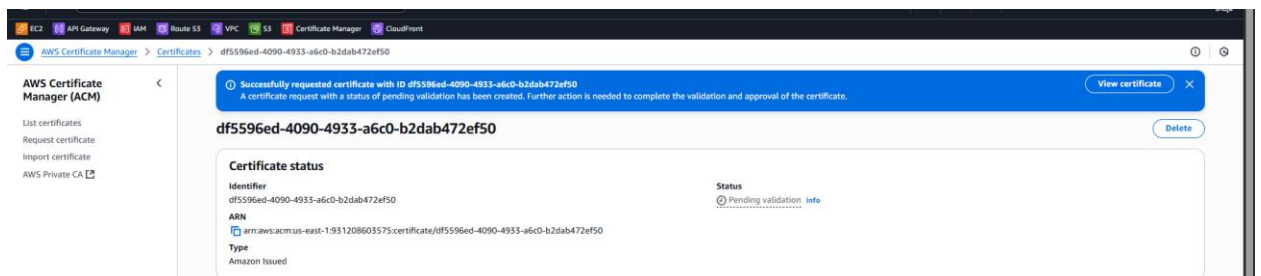 EC2 API Gateway IAM Route 53 VPC S3 Certificate Manager CloudFront
AWS Certificate Manager > Certificates > df5596ed-4090-4933-a6c0-b2dab472ef50
AWS Certificate Manager (ACM)
List certificates
Request certificate
Import certificate
AWS Private CA
Successfully requested certificate with ID df5596ed-4090-4933-a6c0-b2dab472ef50
A certificate request with a status of pending validation has been created. Further action is needed to complete the validation and approval of the certificate.
View certificate
df5596ed-4090-4933-a6c0-b2dab472ef50
Delete
Certificate status
Identifier
df5596ed-4090-4933-a6c0-b2dab472ef50
ARN
arn:aws:acm:us-east-1:931208603575:certificate/df5596ed-4090-4933-a6c0-b2dab472ef50
Type
Amazon Issued
Status
Pending validation Info